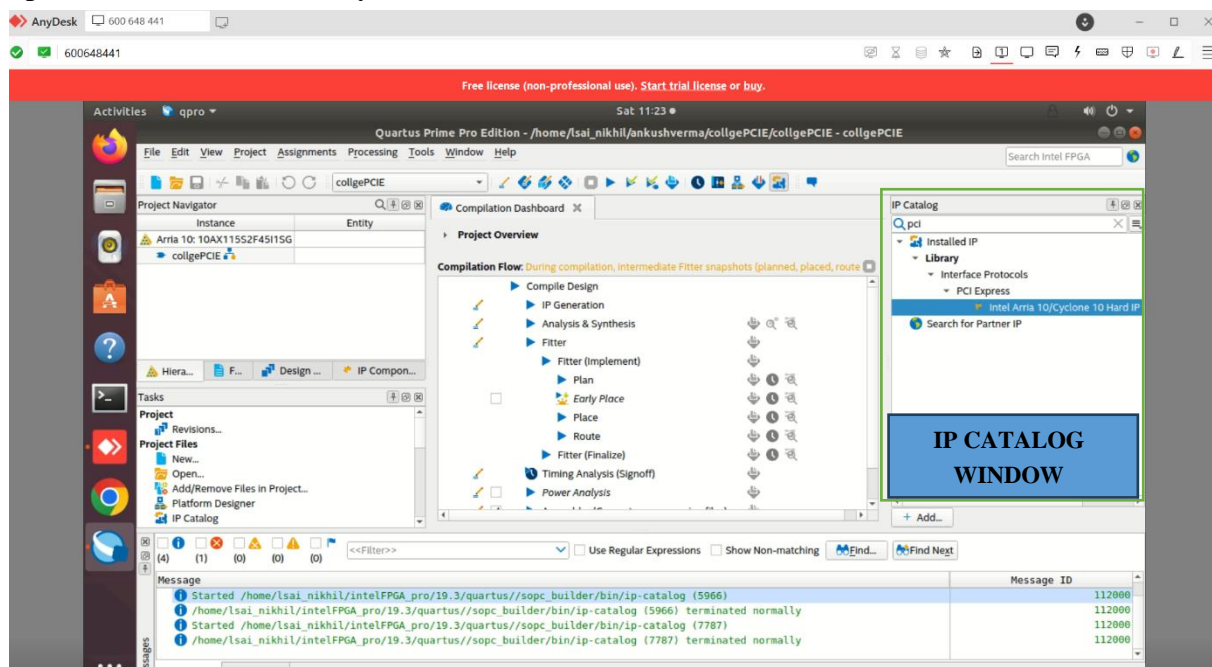 AnyDesk
600 648 441
600648441
Free license (non-professional use). Start trial license or buy.
Activities
qpro
Sat 11:23
Quartus Prime Pro Edition - /home/lsai_nikhil/ankushverma/collgePCIE/collgePCIE - collgePCIE
File Edit View Project Assignments Processing Tools Window Help
Search Intel FPGA
collgePCIE
Project Navigator
Instance
Entity
Arria 10: 10AX115S2F45I1SG
collgePCIE
Hiera...
F...
Design ...
IP Compon...
Tasks
Project
Revisions...
Project Files
New...
Open...
Add/Remove Files in Project...
Platform Designer
IP Catalog
Compilation Dashboard
Project Overview
Compilation Flow: During compilation, intermediate Fitter snapshots (planned, placed, route
Compile Design
IP Generation
Analysis & Synthesis
Fitter
Fitter (Implement)
Plan
Early Place
Place
Route
Fitter (Finalize)
Timing Analysis (Signoff)
Power Analysis
IP Catalog
pci
Installed IP
Library
Interface Protocols
PCI Express
Intel Arria 10/Cyclone 10 Hard IP
Search for Partner IP
IP CATALOG
WINDOW
+ Add...
(4) (1) (0) (0) (0)
<<Filter>>
Use Regular Expressions
Show Non-matching
Find...
Find Next
Message
Message ID
Started /home/lsai_nikhil/intelFPGA_pro/19.3/quartus//sopc_builder/bin/ip-catalog (5966) 112000
/home/lsai_nikhil/intelFPGA_pro/19.3/quartus//sopc_builder/bin/ip-catalog (5966) terminated normally 112000
Started /home/lsai_nikhil/intelFPGA_pro/19.3/quartus//sopc_builder/bin/ip-catalog (7787) 112000
/home/lsai_nikhil/intelFPGA_pro/19.3/quartus//sopc_builder/bin/ip-catalog (7787) terminated normally 112000